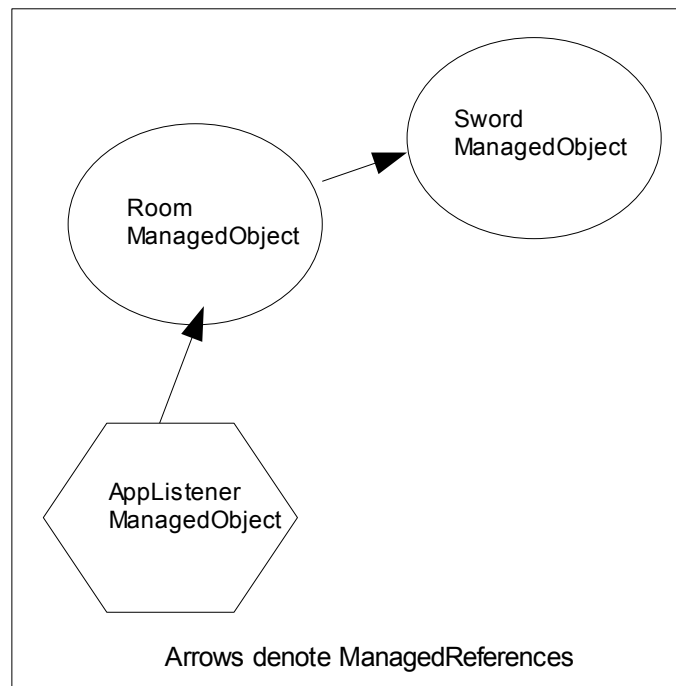 Sword
ManagedObject
Room
ManagedObject
AppListener
ManagedObject
Arrows denote ManagedReferences